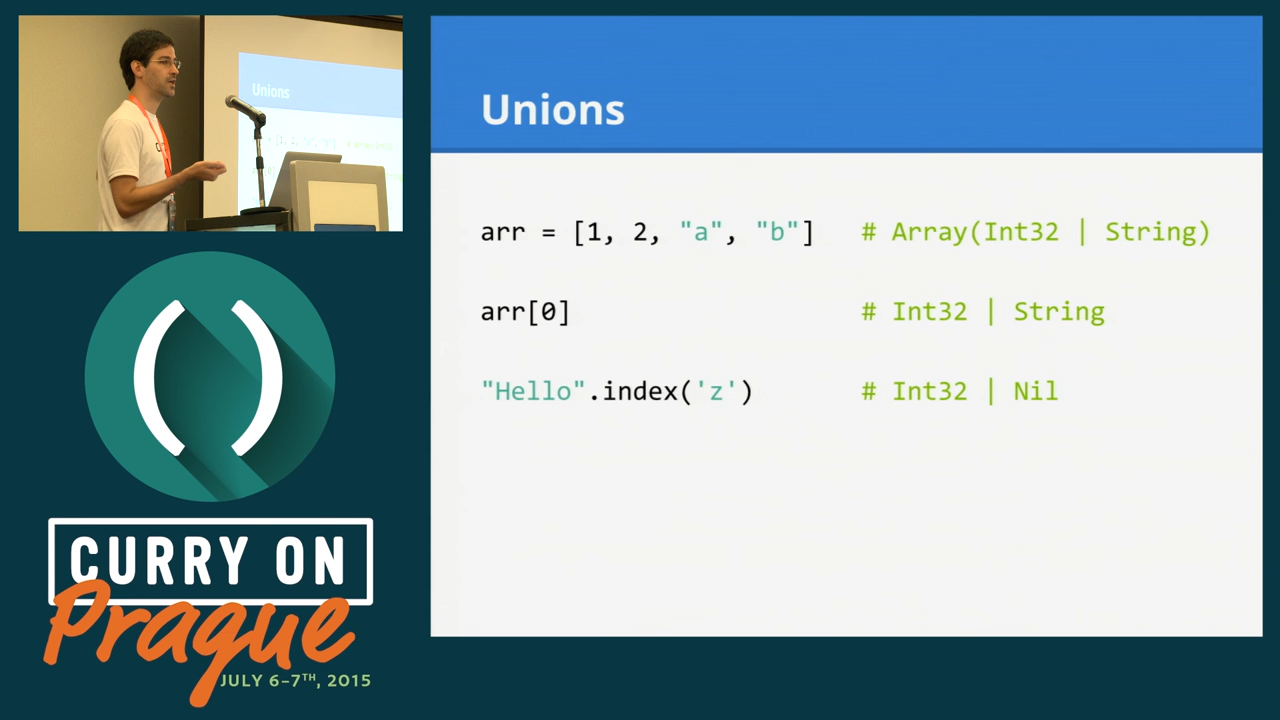 Unions
Unions
arr = [1, 2, "a", "b"] # Array(Int32 | String)
arr[0] # Int32 | String
"Hello".index('z') # Int32 | Nil
()
CURRY ON
Prague
JULY 6-7TH, 2015